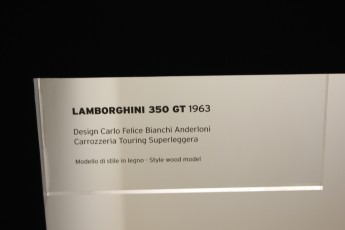 LAMBORGHINI 350 GT 1963
Design Carlo Felice Bianchi Anderloni
Carrozzeria Touring Superleggera
Modello di stile in legno - Style wood model